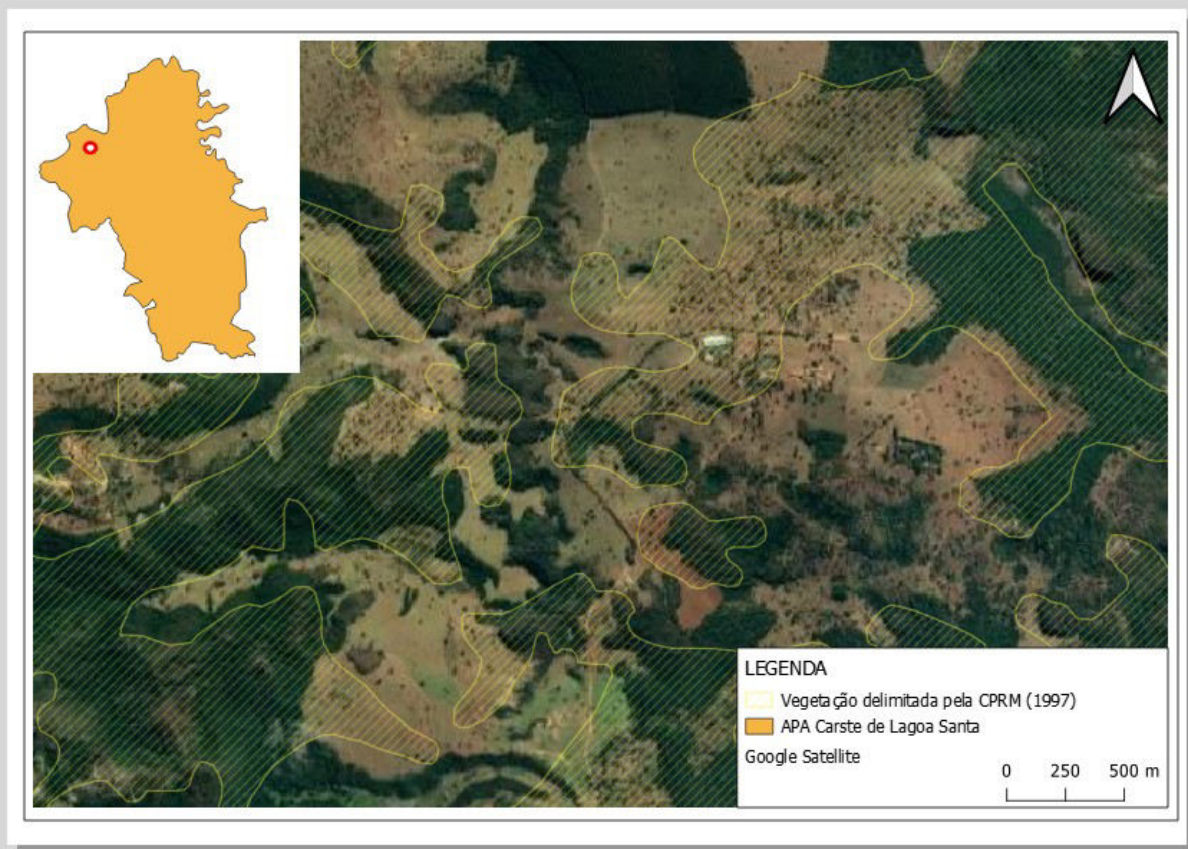 LEGENDA
Vegetação delimitada pela CPRM (1997)
APA Carste de Lagoa Santa
Google Satellite
0 250 500 m